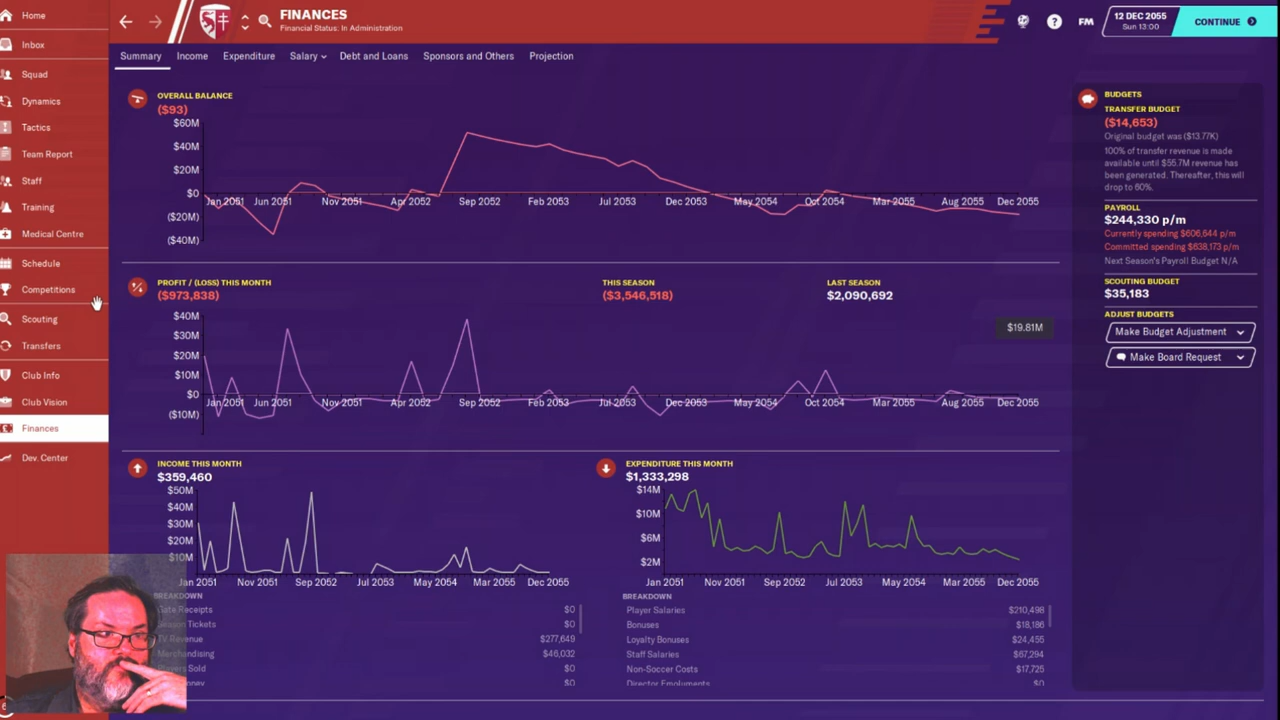 Home
Inbox
Squad
Dynamics
Tactics
Team Report
Staff
Training
Medical Centre
Schedule
Competitions
Scouting
Transfers
Club Info
Club Vision
Finances
Dev. Center
FINANCES
Financial Status: In Administration
FM
12 DEC 2055
Sun 13:00
CONTINUE
Summary Income Expenditure Salary Debt and Loans Sponsors and Others Projection
OVERALL BALANCE
($93)
$60M
$40M
$20M
$0
($20M)
($40M)
Jan 2051 Jun 2051 Nov 2051 Apr 2052 Sep 2052 Feb 2053 Jul 2053 Dec 2053 May 2054 Oct 2054 Mar 2055 Aug 2055 Dec 2055
PROFIT / (LOSS) THIS MONTH
($973,838)
THIS SEASON
($3,546,518)
LAST SEASON
$2,090,692
$19.81M
$40M
$30M
$20M
$10M
$0
($10M)
Jan 2051 Jun 2051 Nov 2051 Apr 2052 Sep 2052 Feb 2053 Jul 2053 Dec 2053 May 2054 Oct 2054 Mar 2055 Aug 2055 Dec 2055
INCOME THIS MONTH
$359,460
$50M
$40M
$30M
$20M
$10M
Jan 2051 Nov 2051 Sep 2052 Jul 2053 May 2054 Mar 2055 Dec 2055
BREAKDOWN
Gate Receipts $0
Season Tickets $0
TV Revenue $277,649
Merchandising $46,032
Players Sold $0
$0
EXPENDITURE THIS MONTH
$1,333,298
$14M
$10M
$6M
$2M
Jan 2051 Nov 2051 Sep 2052 Jul 2053 May 2054 Mar 2055 Dec 2055
BREAKDOWN
Player Salaries $210,498
Bonuses $18,186
Loyalty Bonuses $24,455
Staff Salaries $67,294
Non-Soccer Costs $17,725
Director Emoluments $0
BUDGETS
TRANSFER BUDGET
($14,653)
Original budget was ($13.77K)
100% of transfer revenue is made
available until $55.7M revenue has
been generated. Thereafter, this will
drop to 60%.
PAYROLL
$244,330 p/m
Currently spending $606,644 p/m
Committed spending $638,173 p/m
Next Season's Payroll Budget N/A
SCOUTING BUDGET
$35,183
ADJUST BUDGETS
Make Budget Adjustment
Make Board Request